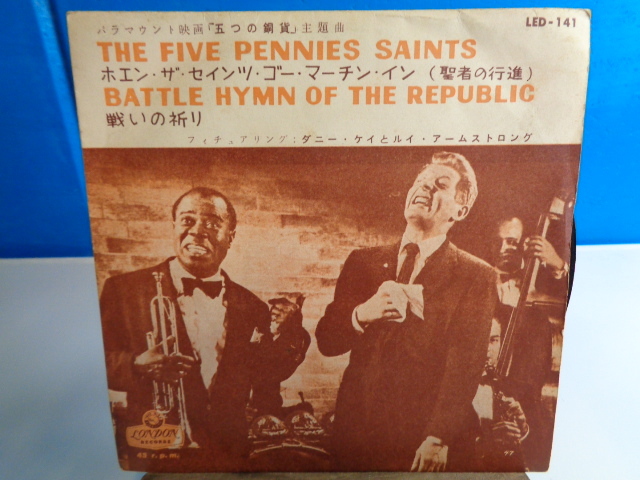 パラマウント映画「五つの銅貨」主題曲
LED-141
THE FIVE PENNIES SAINTS
ホエン・ザ・セインツ・ゴー・マーチン・イン（聖者の行進）
BATTLE HYMN OF THE REPUBLIC
戦いの祈り
フィチュアリング：ダニー・ケイとルイ・アームストロング
LONDON
RECORDS
45 r.p.m.